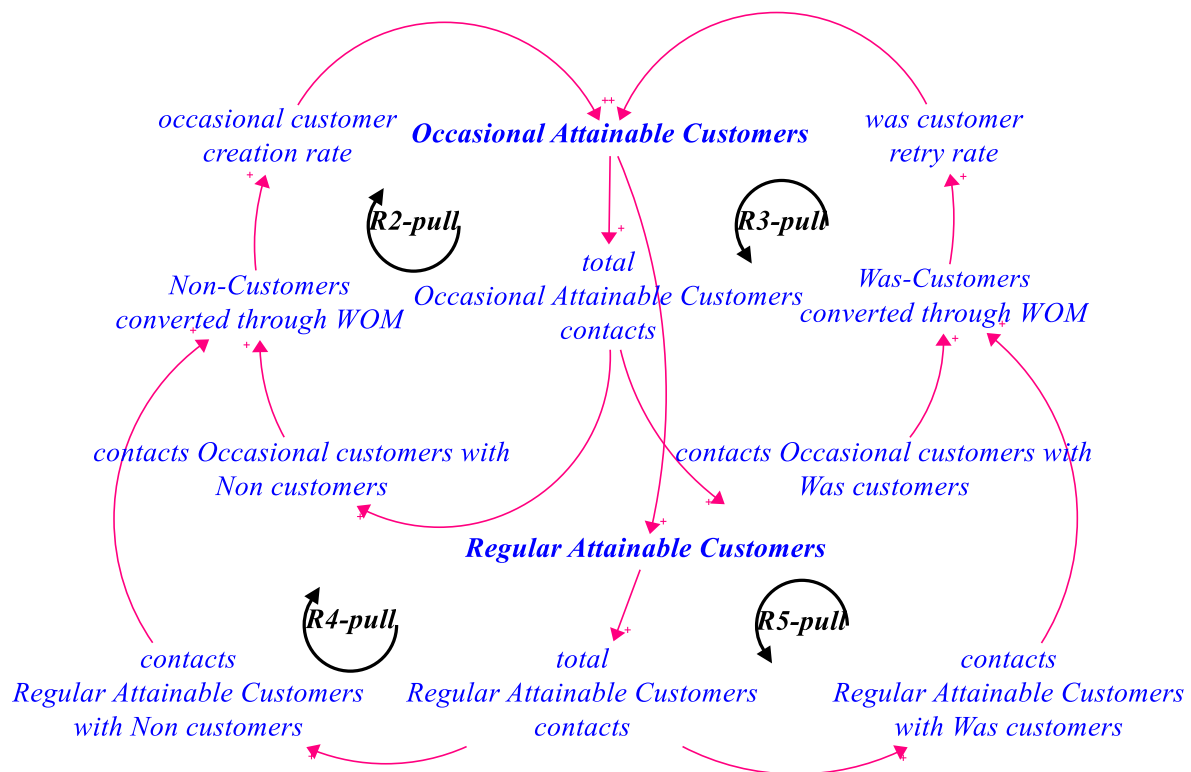 occasional customer
creation rate
++
Occasional Attainable Customers
was customer
retry rate
+
+
R2-pull
R3-pull
+
total
Occasional Attainable Customers
contacts
Non-Customers
converted through WOM
Was-Customers
converted through WOM
+
+
+
+
contacts Occasional customers with
Non customers
contacts Occasional customers with
Was customers
+
+
+
Regular Attainable Customers
R4-pull
R5-pull
+
contacts
Regular Attainable Customers
with Non customers
total
Regular Attainable Customers
contacts
contacts
Regular Attainable Customers
with Was customers
+
+